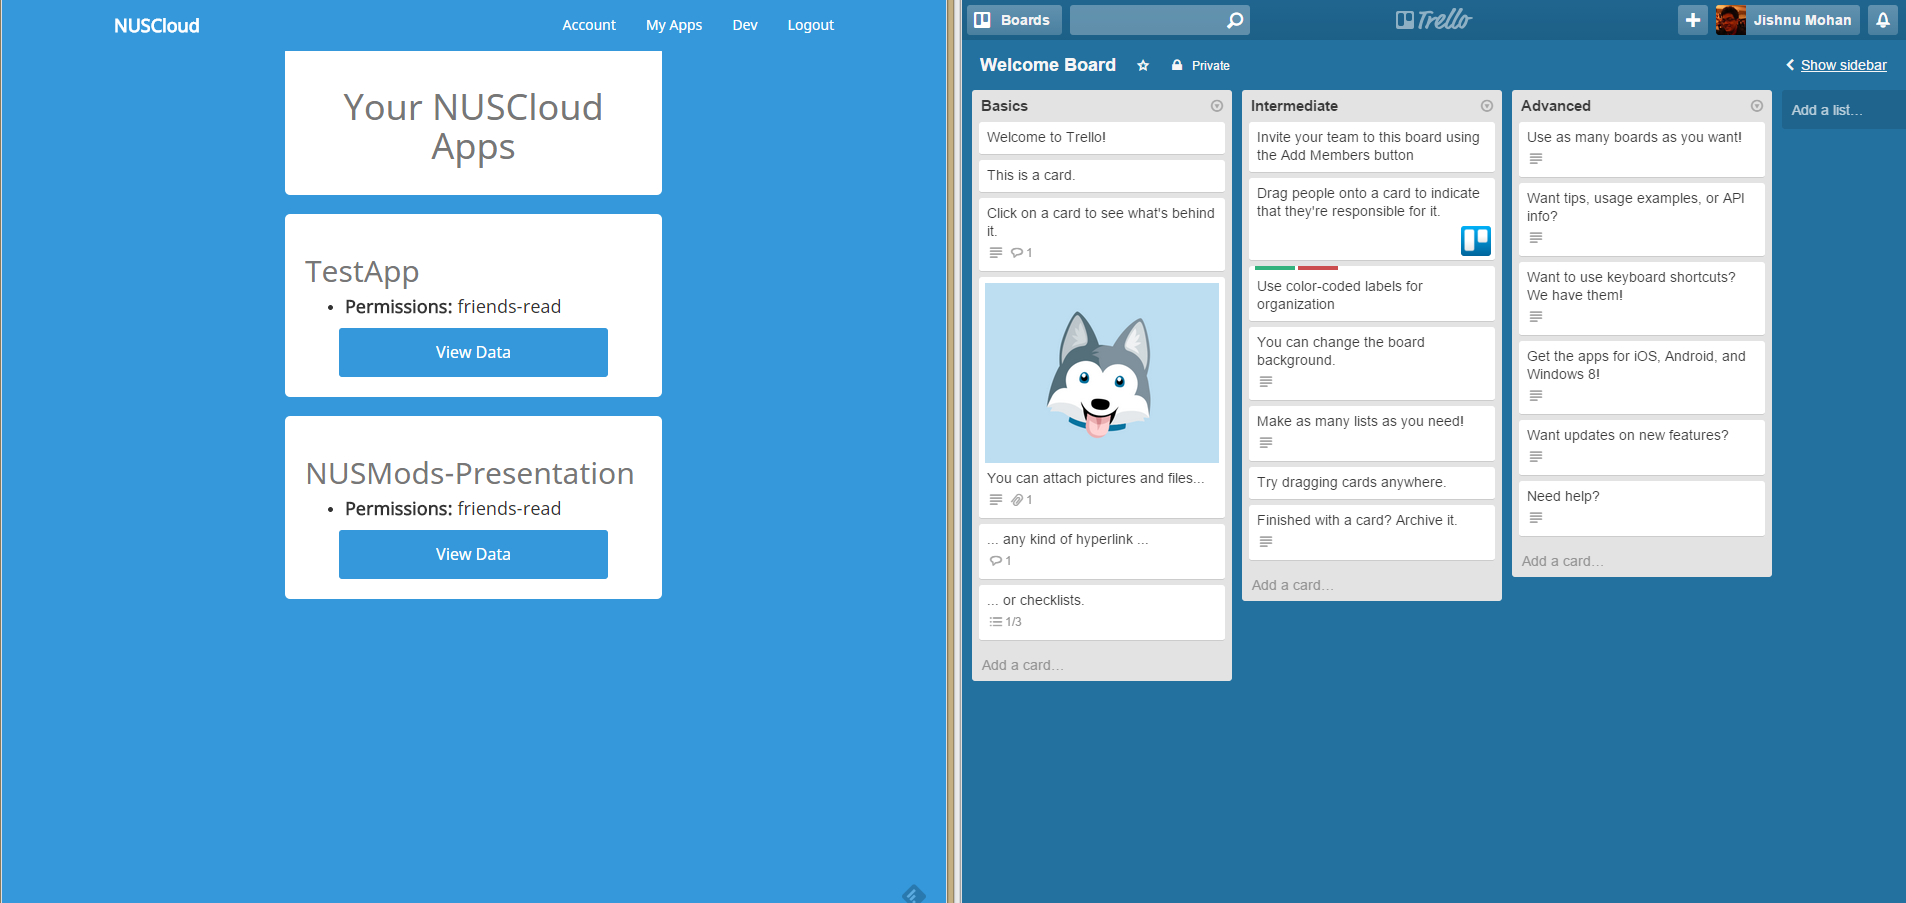 NUSCloud
Account
My Apps
Dev
Logout
Your NUSCloud
Apps
TestApp
• Permissions: friends-read
View Data
NUSMods-Presentation
• Permissions: friends-read
View Data
Boards
Trello
Jishnu Mohan
Welcome Board
Private
Show sidebar
Basics
Welcome to Trello!
This is a card.
Click on a card to see what's behind
it.
1
You can attach pictures and files...
1
... any kind of hyperlink ...
1
... or checklists.
1/3
Add a card…
Intermediate
Invite your team to this board using
the Add Members button
Drag people onto a card to indicate
that they're responsible for it.
Use color-coded labels for
organization
You can change the board
background.
Make as many lists as you need!
Try dragging cards anywhere.
Finished with a card? Archive it.
Add a card…
Advanced
Use as many boards as you want!
Want tips, usage examples, or API
info?
Want to use keyboard shortcuts?
We have them!
Get the apps for iOS, Android, and
Windows 8!
Want updates on new features?
Need help?
Add a card…
Add a list…